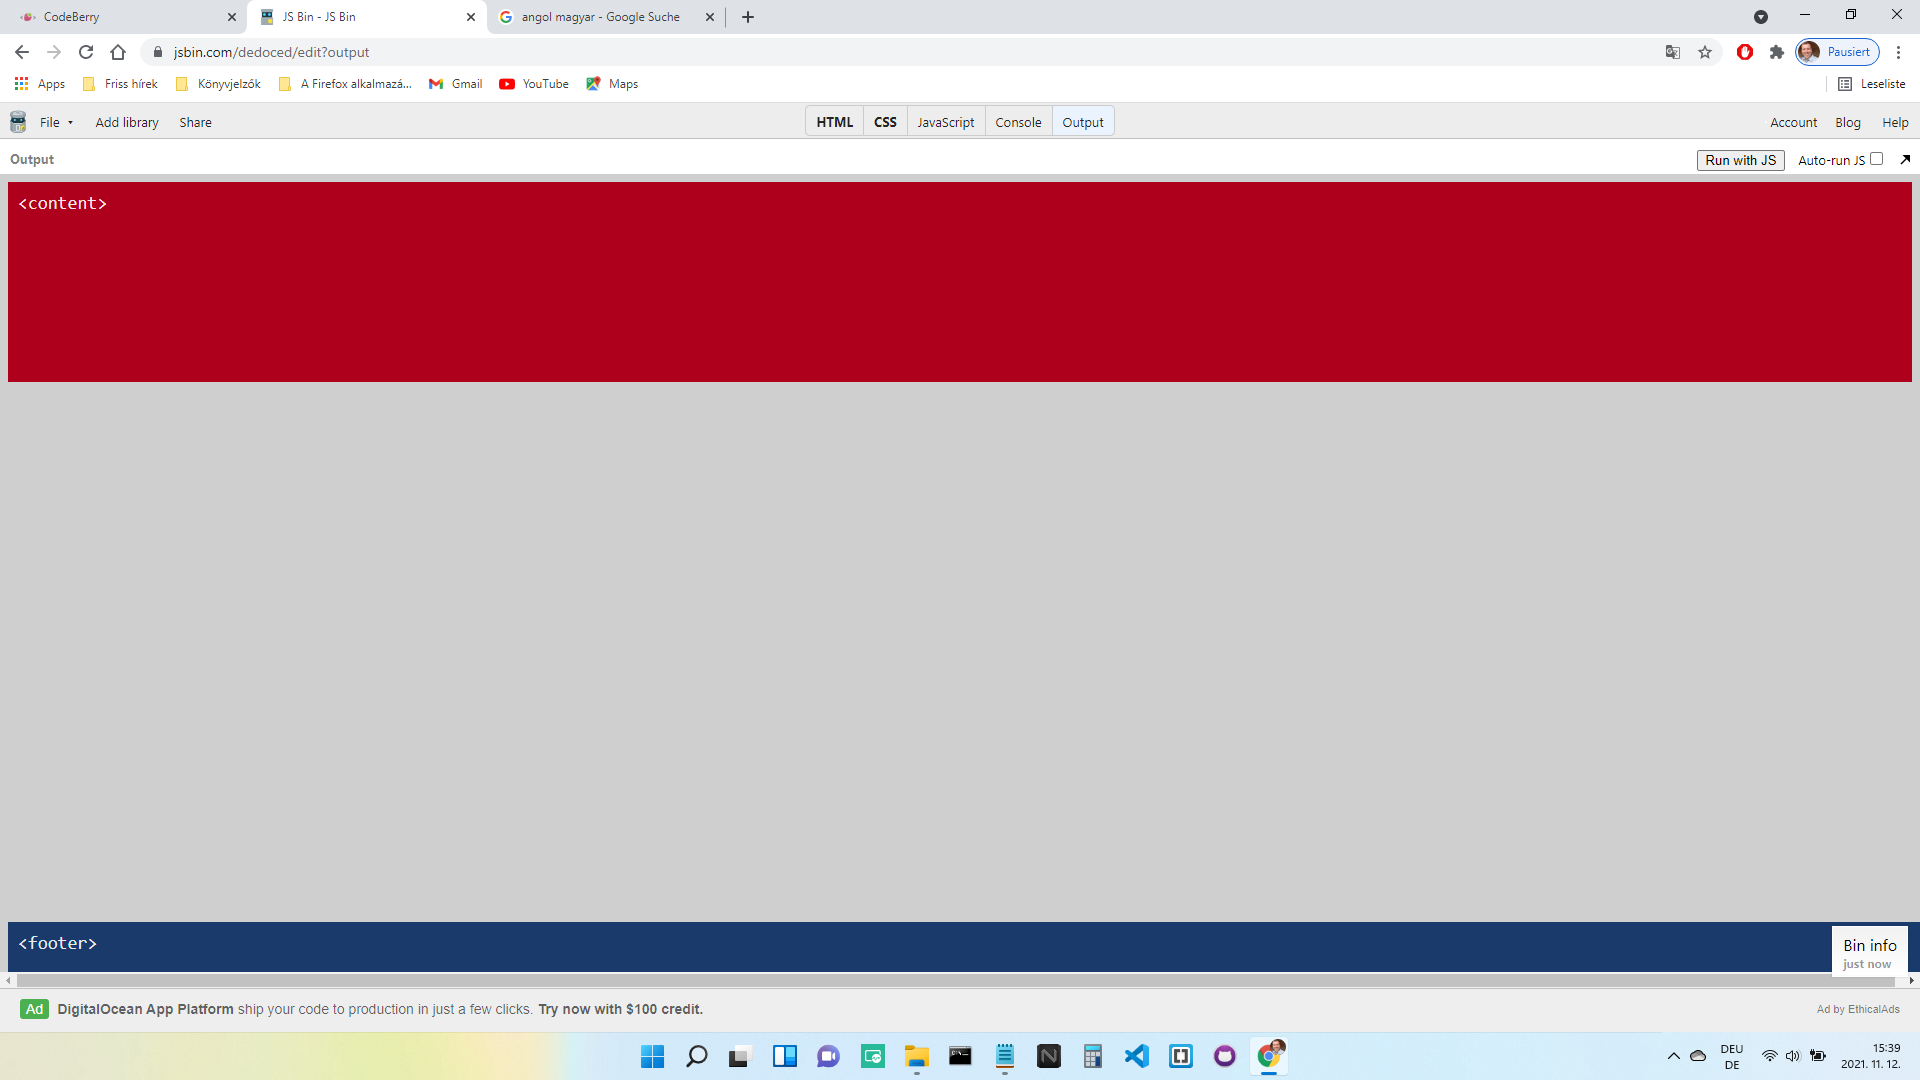 CodeBerry
JS Bin - JS Bin
angol magyar - Google Suche
jsbin.com/dedoced/edit?output
Pausiert
Apps
Friss hírek
Könyvjelzők
A Firefox alkalmazá...
Gmail
YouTube
Maps
Leseliste
File
Add library
Share
HTML
CSS
JavaScript
Console
Output
Account
Blog
Help
Output
Run with JS
Auto-run JS
<content>
<footer>
Bin info
just now
Ad DigitalOcean App Platform ship your code to production in just a few clicks. Try now with $100 credit.
Ad by EthicalAds
DEU
DE
15:39
2021. 11. 12.